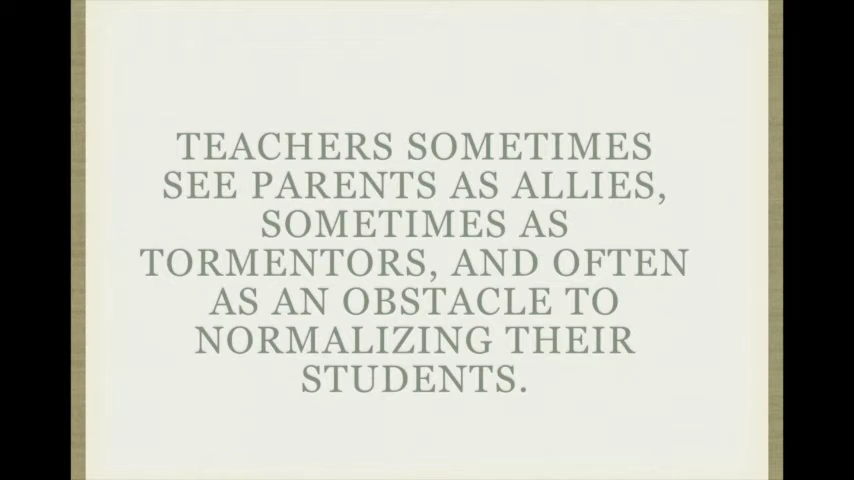 TEACHERS SOMETIMES
SEE PARENTS AS ALLIES,
SOMETIMES AS
TORMENTORS, AND OFTEN
AS AN OBSTACLE TO
NORMALIZING THEIR
STUDENTS.